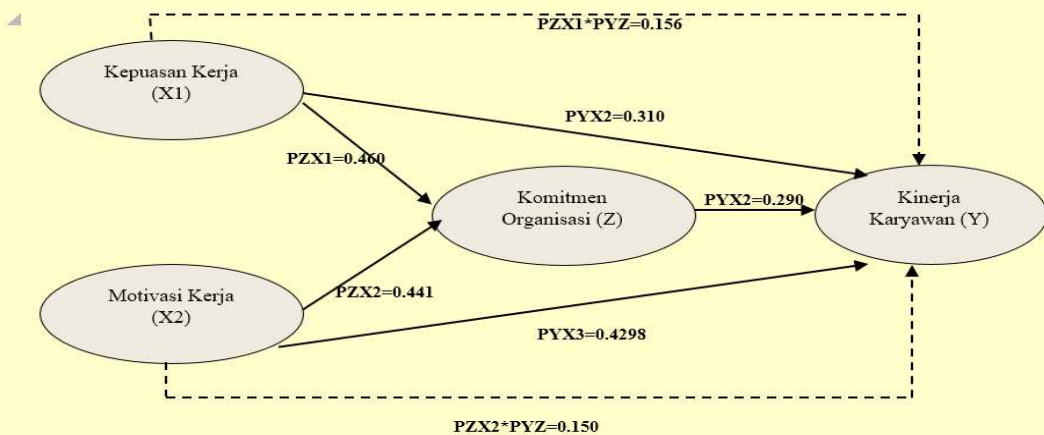 PZX1*PYZ=0.156
Kepuasan Kerja
(X1)
PYX2=0.310
PZX1=0.460
Komitmen
Organisasi (Z)
PYX2=0.290
Kinerja
Karyawan (Y)
Motivasi Kerja
(X2)
PZX2=0.441
PYX3=0.4298
PZX2*PYZ=0.150